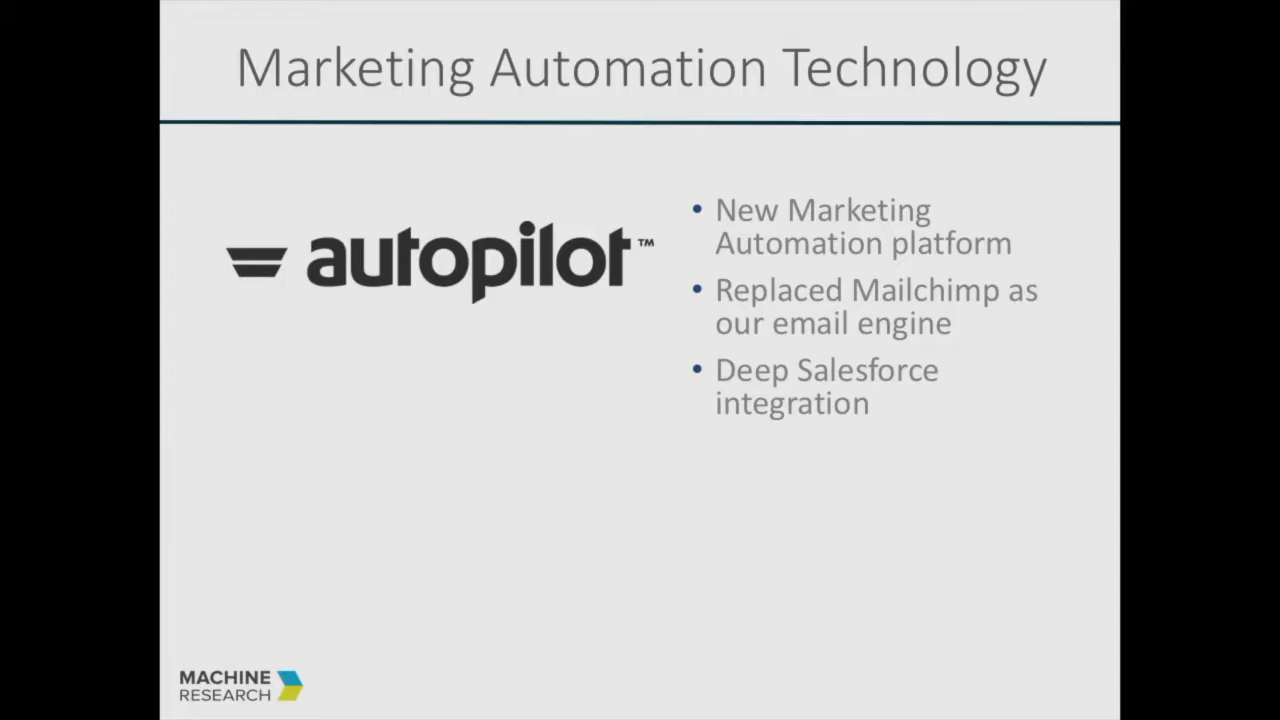 Marketing Automation Technology
autopilot™
• New Marketing
Automation platform
• Replaced Mailchimp as
our email engine
• Deep Salesforce
integration
MACHINE
RESEARCH